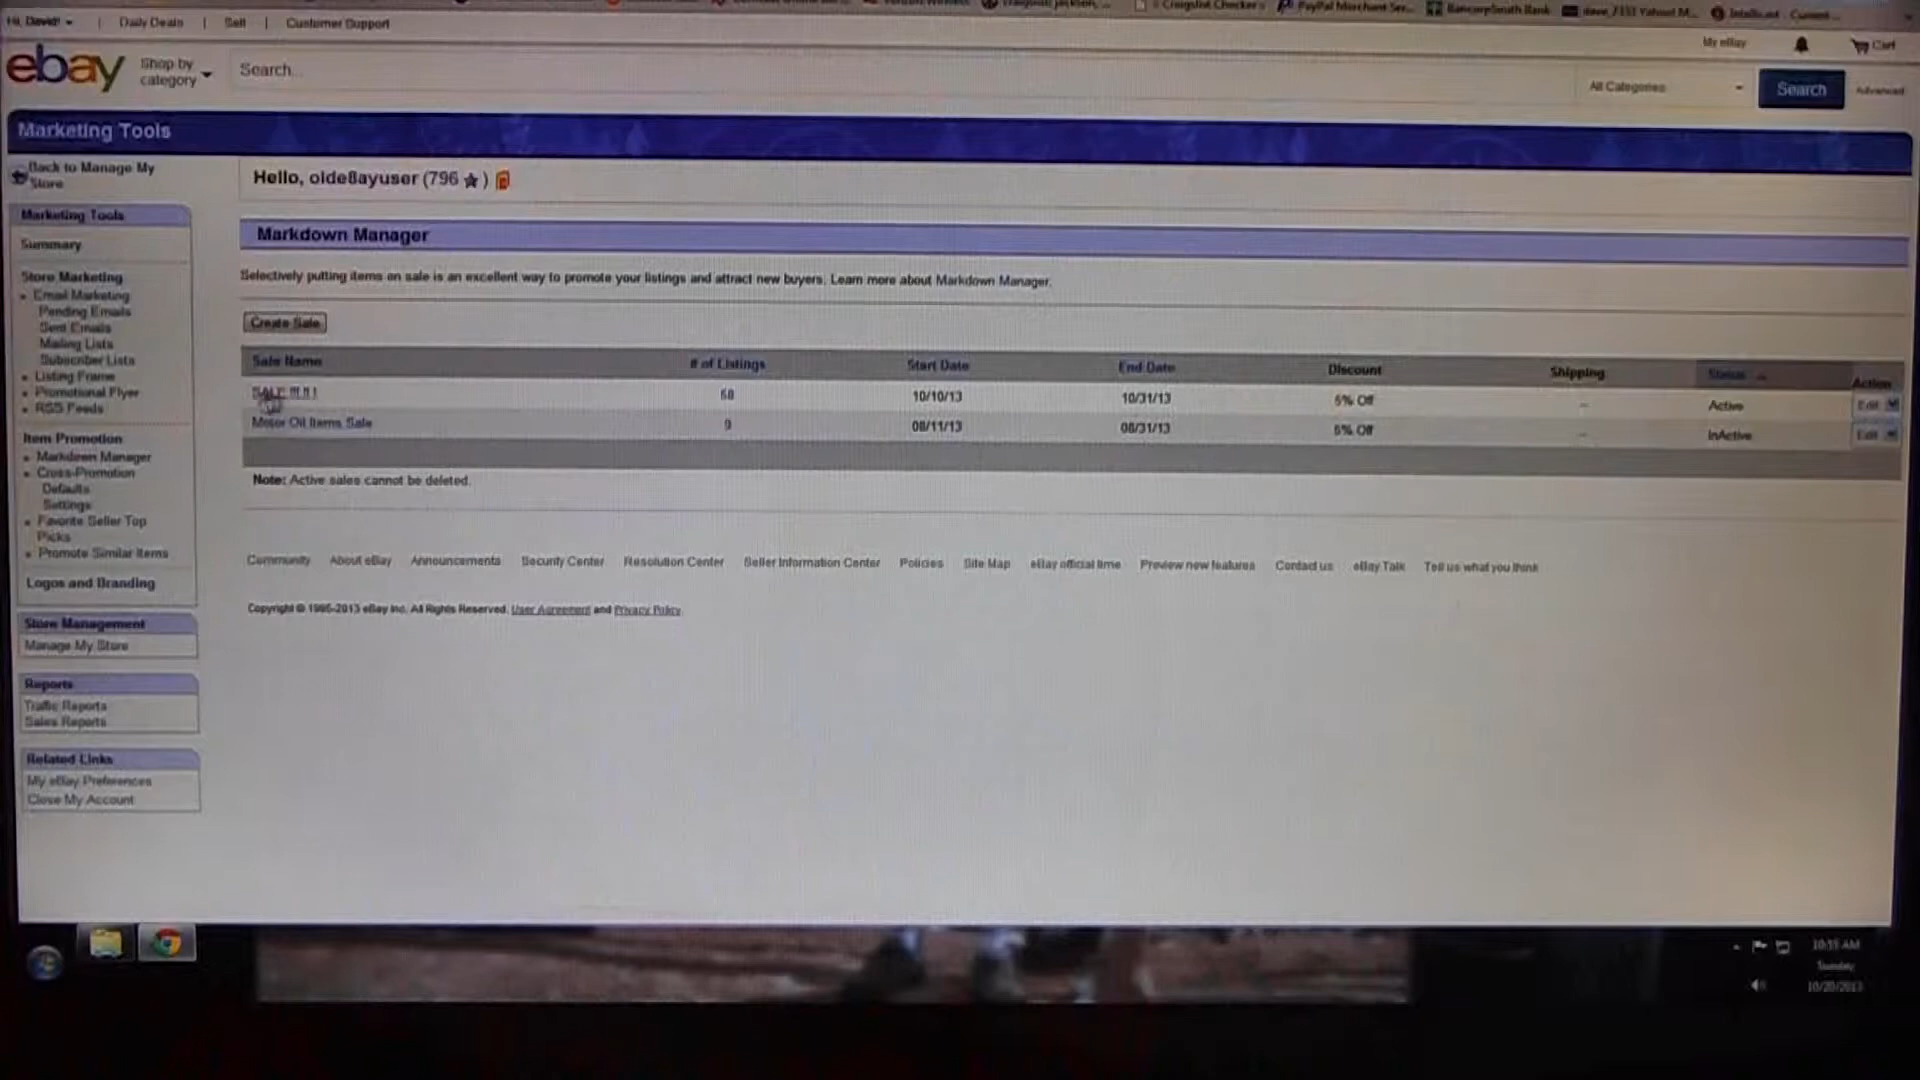 Hi, David!
Daily Deals
Sell
Customer Support
Craigslist Checker
PayPal Merchant Ser...
BancorpSouth Bank
My eBay
Cart
ebay
Shop by category
Search...
All Categories
Search
Advanced
Marketing Tools
Back to Manage My Store
Hello, olde8ayuser (796 ★)
Marketing Tools
Summary
Store Marketing
Email Marketing
Pending Emails
Sent Emails
Mailing Lists
Subscriber Lists
Listing Frame
Promotional Flyer
RSS Feeds
Item Promotion
Markdown Manager
Cross-Promotion
Defaults
Settings
Favorite Seller Top Picks
Promote Similar Items
Logos and Branding
Store Management
Manage My Store
Reports
Traffic Reports
Sales Reports
Related Links
My eBay Preferences
Close My Account
Markdown Manager
Selectively putting items on sale is an excellent way to promote your listings and attract new buyers. Learn more about Markdown Manager.
Create Sale
Sale Name # of Listings Start Date End Date Discount Shipping Status Action
SALE 10/10/13 10/31/13 5% Off -- Active Edit
Motor Oil Items Sale 08/11/13 08/31/13 5% Off -- InActive Edit
Note: Active sales cannot be deleted.
Community About eBay Announcements Security Center Resolution Center Seller Information Center Policies Site Map eBay official time Preview new features Contact us eBay Talk Tell us what you think
Copyright © 1995-2013 eBay Inc. All Rights Reserved. User Agreement and Privacy Policy.